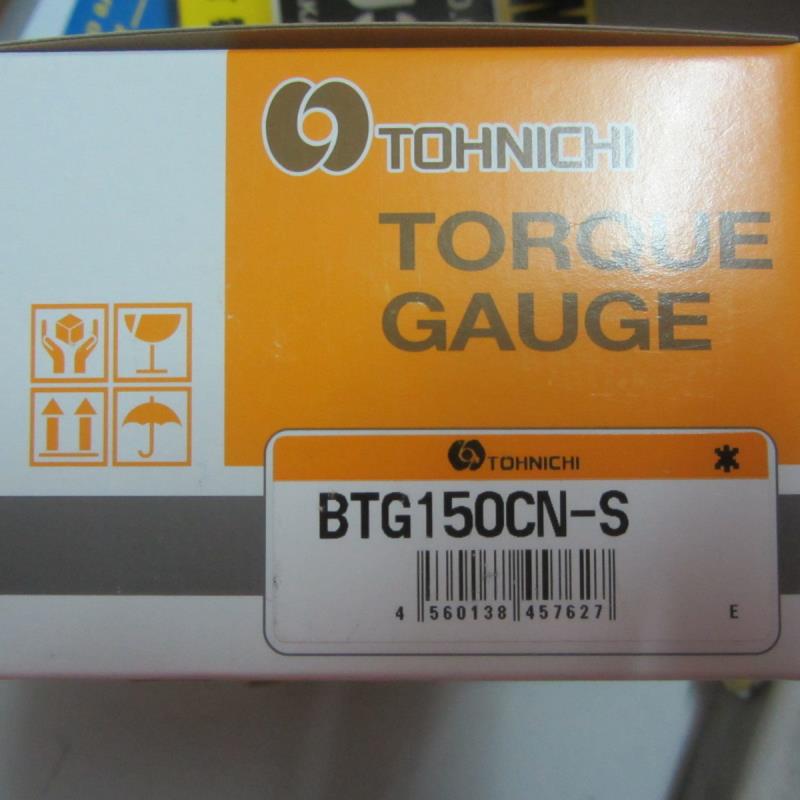 TOHNICHI
TORQUE
GAUGE
TOHNICHI
BTG150CN-S
4 560138 457627
E